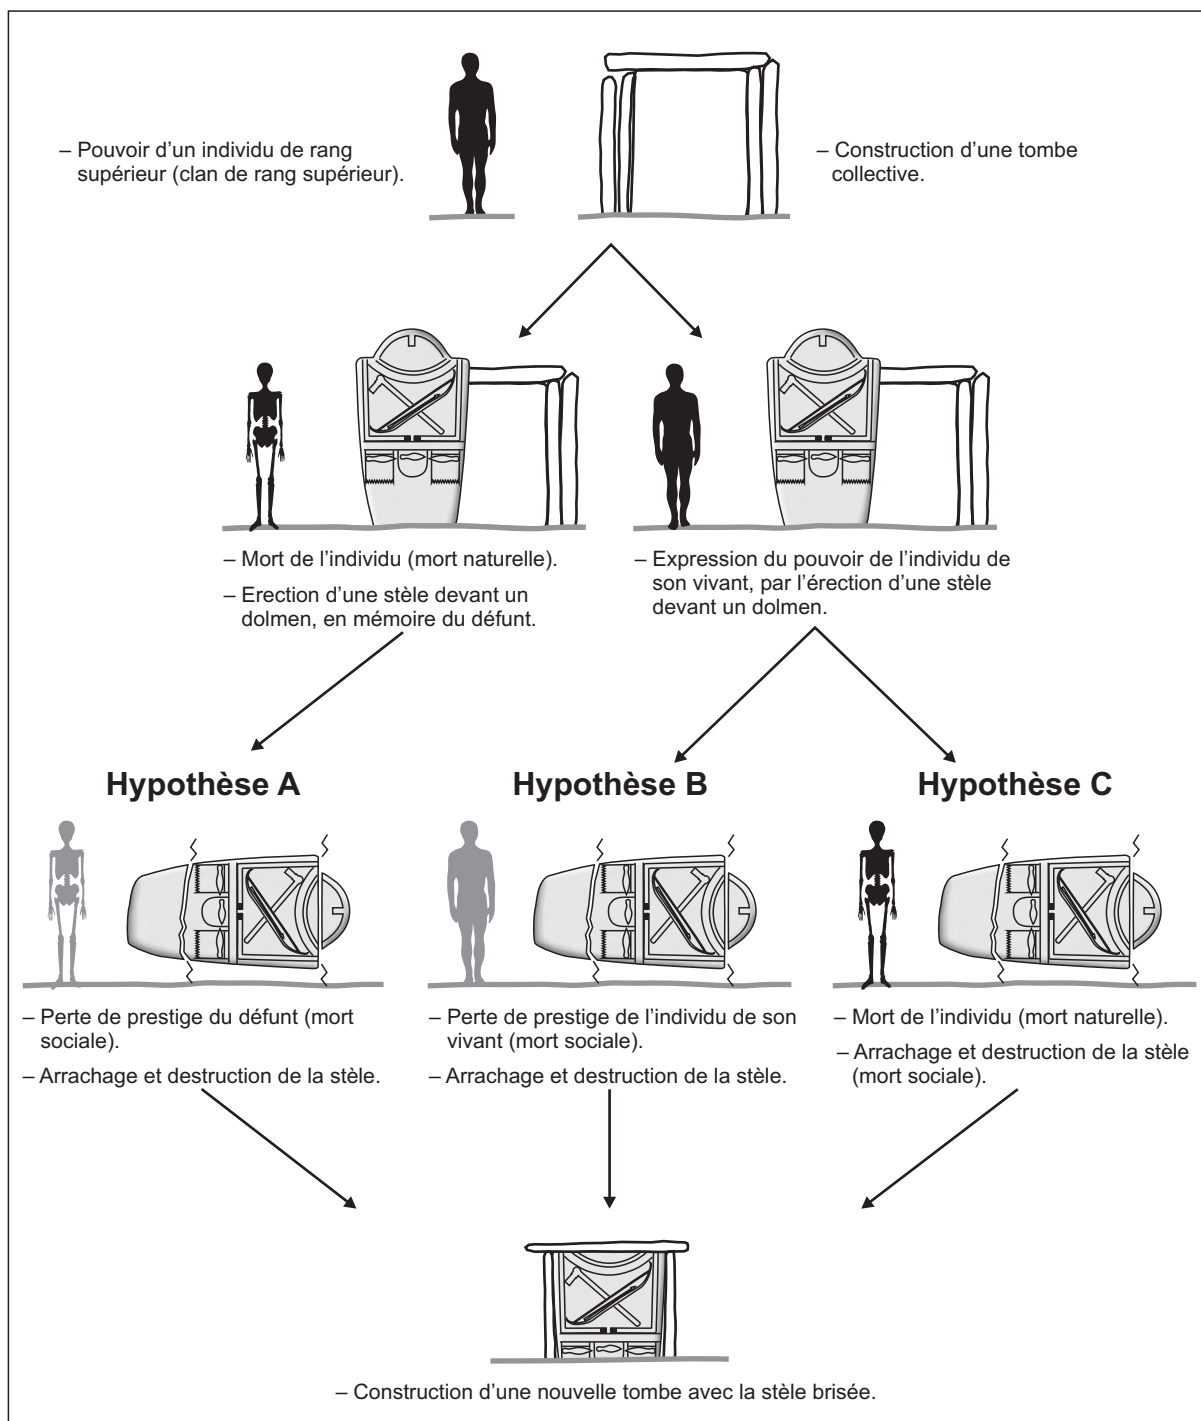 – Pouvoir d’un individu de rang
supérieur (clan de rang supérieur).
– Construction d’une tombe
collective.
– Mort de l’individu (mort naturelle).
– Erection d’une stèle devant un
dolmen, en mémoire du défunt.
– Expression du pouvoir de l’individu de
son vivant, par l’érection d’une stèle
devant un dolmen.
Hypothèse A
Hypothèse B
Hypothèse C
– Perte de prestige du défunt (mort
sociale).
– Arrachage et destruction de la stèle.
– Perte de prestige de l’individu de son
vivant (mort sociale).
– Arrachage et destruction de la stèle.
– Mort de l’individu (mort naturelle).
– Arrachage et destruction de la stèle
(mort sociale).
– Construction d’une nouvelle tombe avec la stèle brisée.